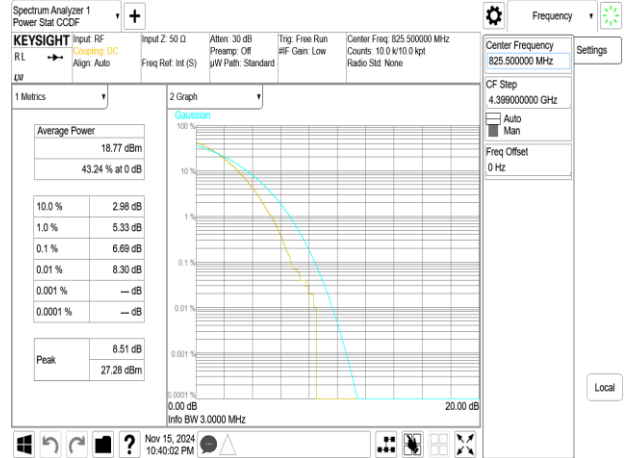 Spectrum Analyzer 1
Power Stat CCDF
+
Frequency
KEYSIGHT
RL
LXI
Input: RF
Coupling: DC
Align: Auto
Input Z: 50 Ω
Freq Ref: Int (S)
Atten: 30 dB
Preamp: Off
µW Path: Standard
Trig: Free Run
#IF Gain: Low
Center Freq: 825.500000 MHz
Counts: 10.0 k/10.0 kpt
Radio Std: None
Center Frequency
825.500000 MHz
Settings
CF Step
4.399000000 GHz
Auto
Man
Freq Offset
0 Hz
Local
1 Metrics
Average Power
18.77 dBm
43.24 % at 0 dB
10.0 % 2.98 dB
1.0 % 5.33 dB
0.1 % 6.69 dB
0.01 % 8.30 dB
0.001 % --- dB
0.0001 % --- dB
Peak
8.51 dB
27.28 dBm
2 Graph
Gaussian
100 %
10 %
1 %
0.1 %
0.01 %
0.001 %
0.0001 %
0.00 dB 20.00 dB
Info BW 3.0000 MHz
?
Nov 15, 2024
10:40:02 PM